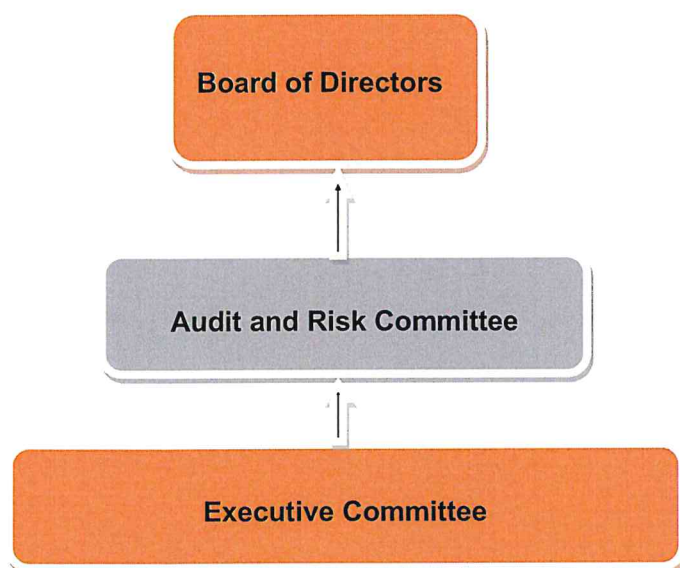 Board of Directors
Audit and Risk Committee
Executive Committee